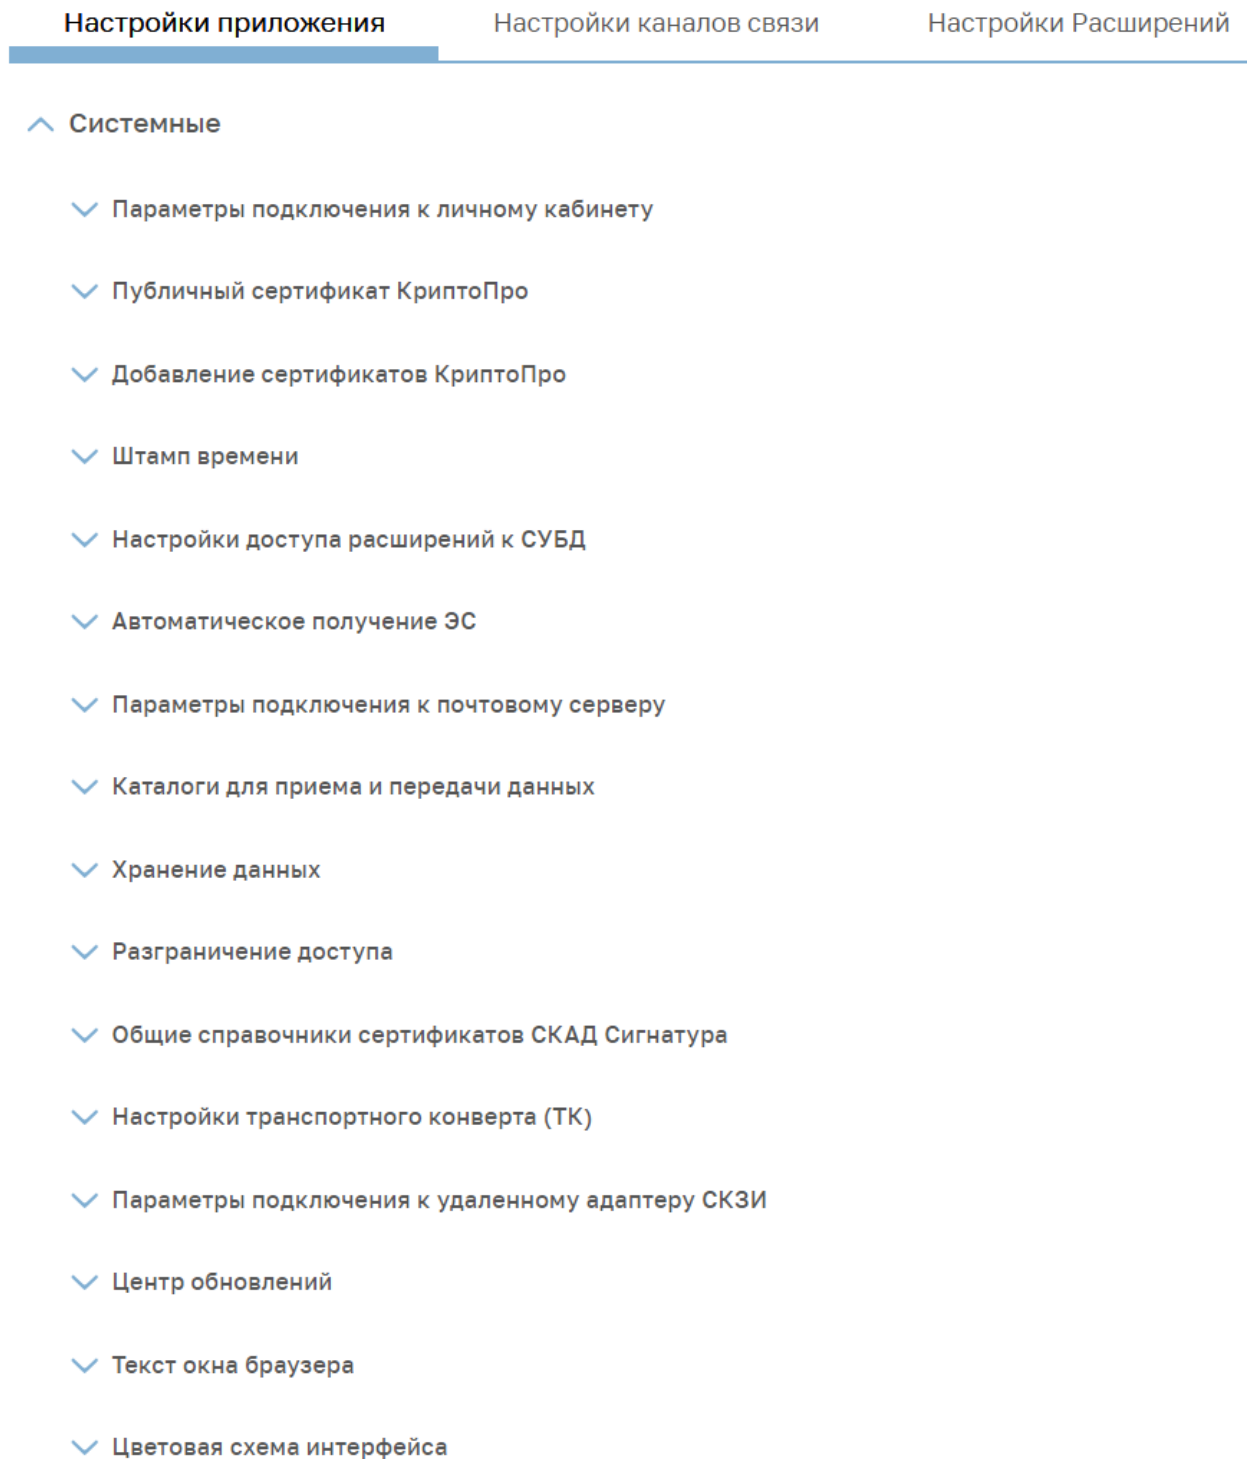 Настройки приложения Настройки каналов связи Настройки Расширений
Системные
Параметры подключения к личному кабинету
Публичный сертификат КриптоПро
Добавление сертификатов КриптоПро
Штамп времени
Настройки доступа расширений к СУБД
Автоматическое получение ЭС
Параметры подключения к почтовому серверу
Каталоги для приема и передачи данных
Хранение данных
Разграничение доступа
Общие справочники сертификатов СКАД Сигнатура
Настройки транспортного конверта (ТК)
Параметры подключения к удаленному адаптеру СКЗИ
Центр обновлений
Текст окна браузера
Цветовая схема интерфейса